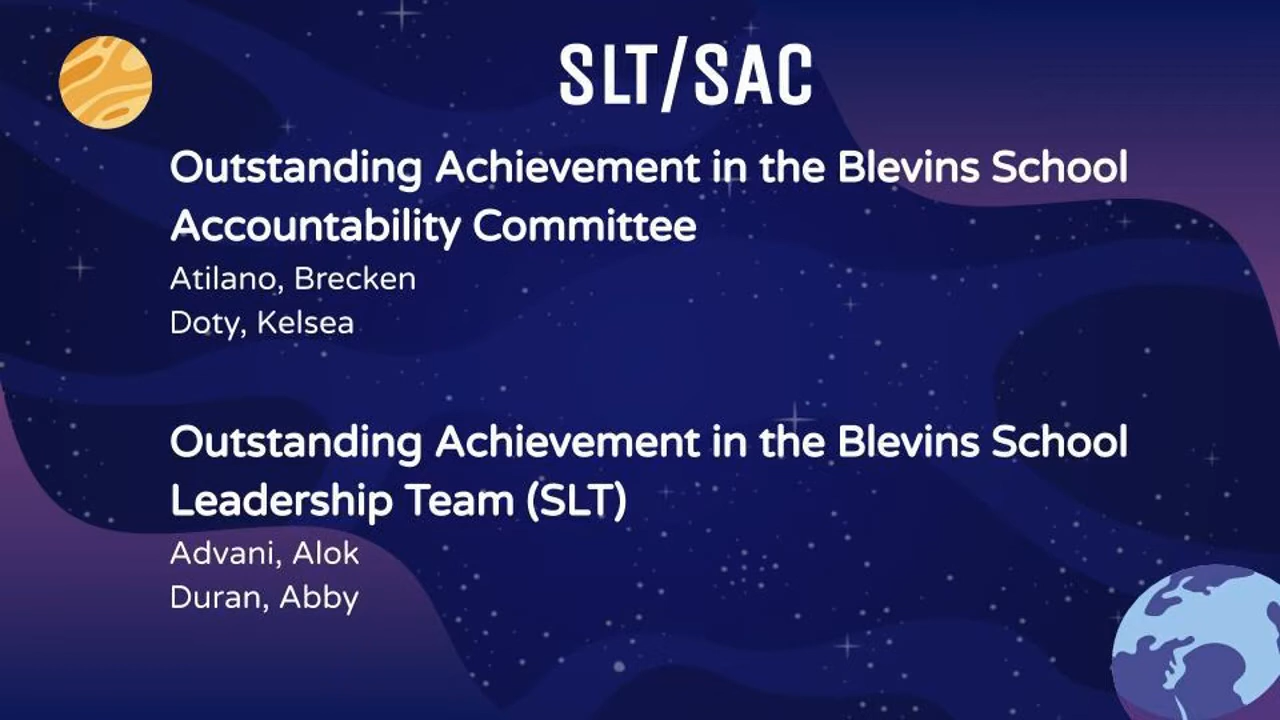 SLT/SAC
Outstanding Achievement in the Blevins School
Accountability Committee
Atilano, Brecken
Doty, Kelsea
Outstanding Achievement in the Blevins School
Leadership Team (SLT)
Advani, Alok
Duran, Abby